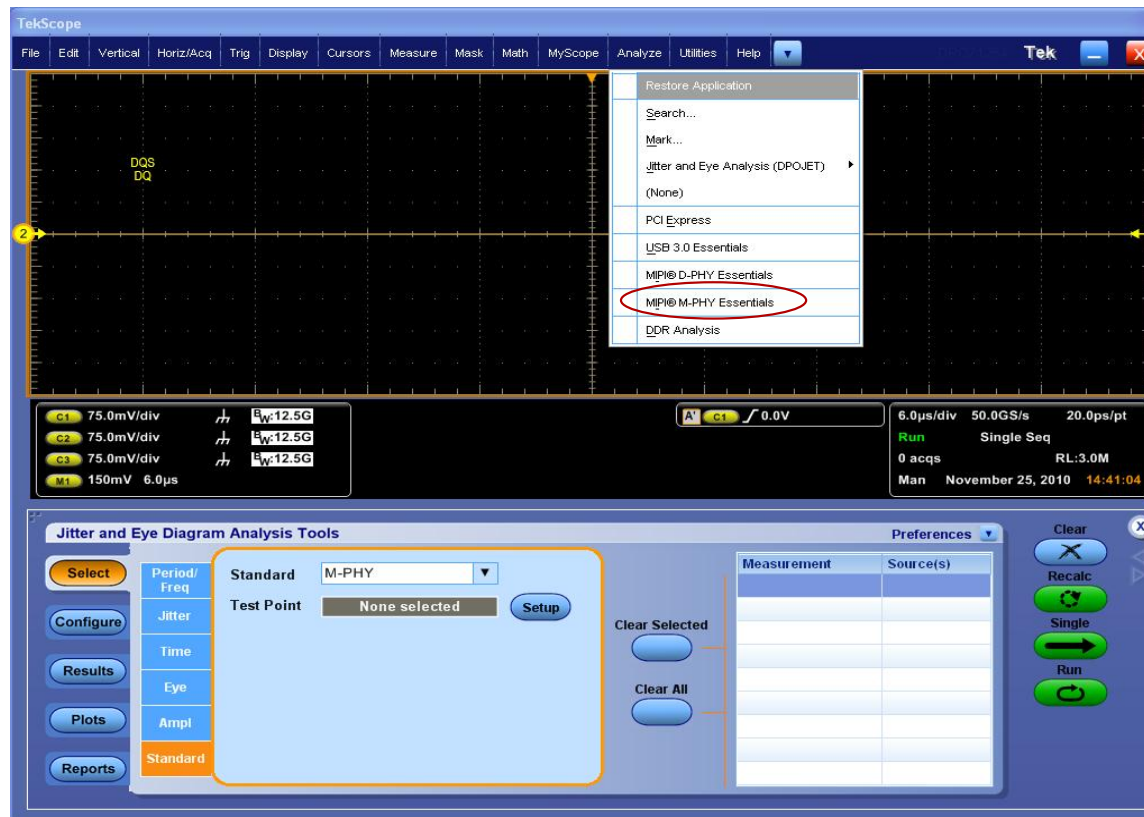 TekScope
File Edit Vertical Horiz/Acq Trig Display Cursors Measure Mask Math MyScope Analyze Utilities Help Tek
Restore Application
Search...
Mark...
Jitter and Eye Analysis (DPOJET)
(None)
PCI Express
USB 3.0 Essentials
MIPI® D-PHY Essentials
MIPI® M-PHY Essentials
DDR Analysis
DQS
DQ
2
C1 75.0mV/div BW:12.5G
C2 75.0mV/div BW:12.5G
C3 75.0mV/div BW:12.5G
M1 150mV 6.0µs
A' C1 0.0V
6.0µs/div 50.0GS/s 20.0ps/pt
Run Single Seq
0 acqs RL:3.0M
Man November 25, 2010 14:41:04
Jitter and Eye Diagram Analysis Tools
Preferences
Select
Configure
Results
Plots
Reports
Period/
Freq
Jitter
Time
Eye
Ampl
Standard
Standard M-PHY
Test Point None selected Setup
Clear Selected
Clear All
Measurement Source(s)
Clear
Recalc
Single
Run